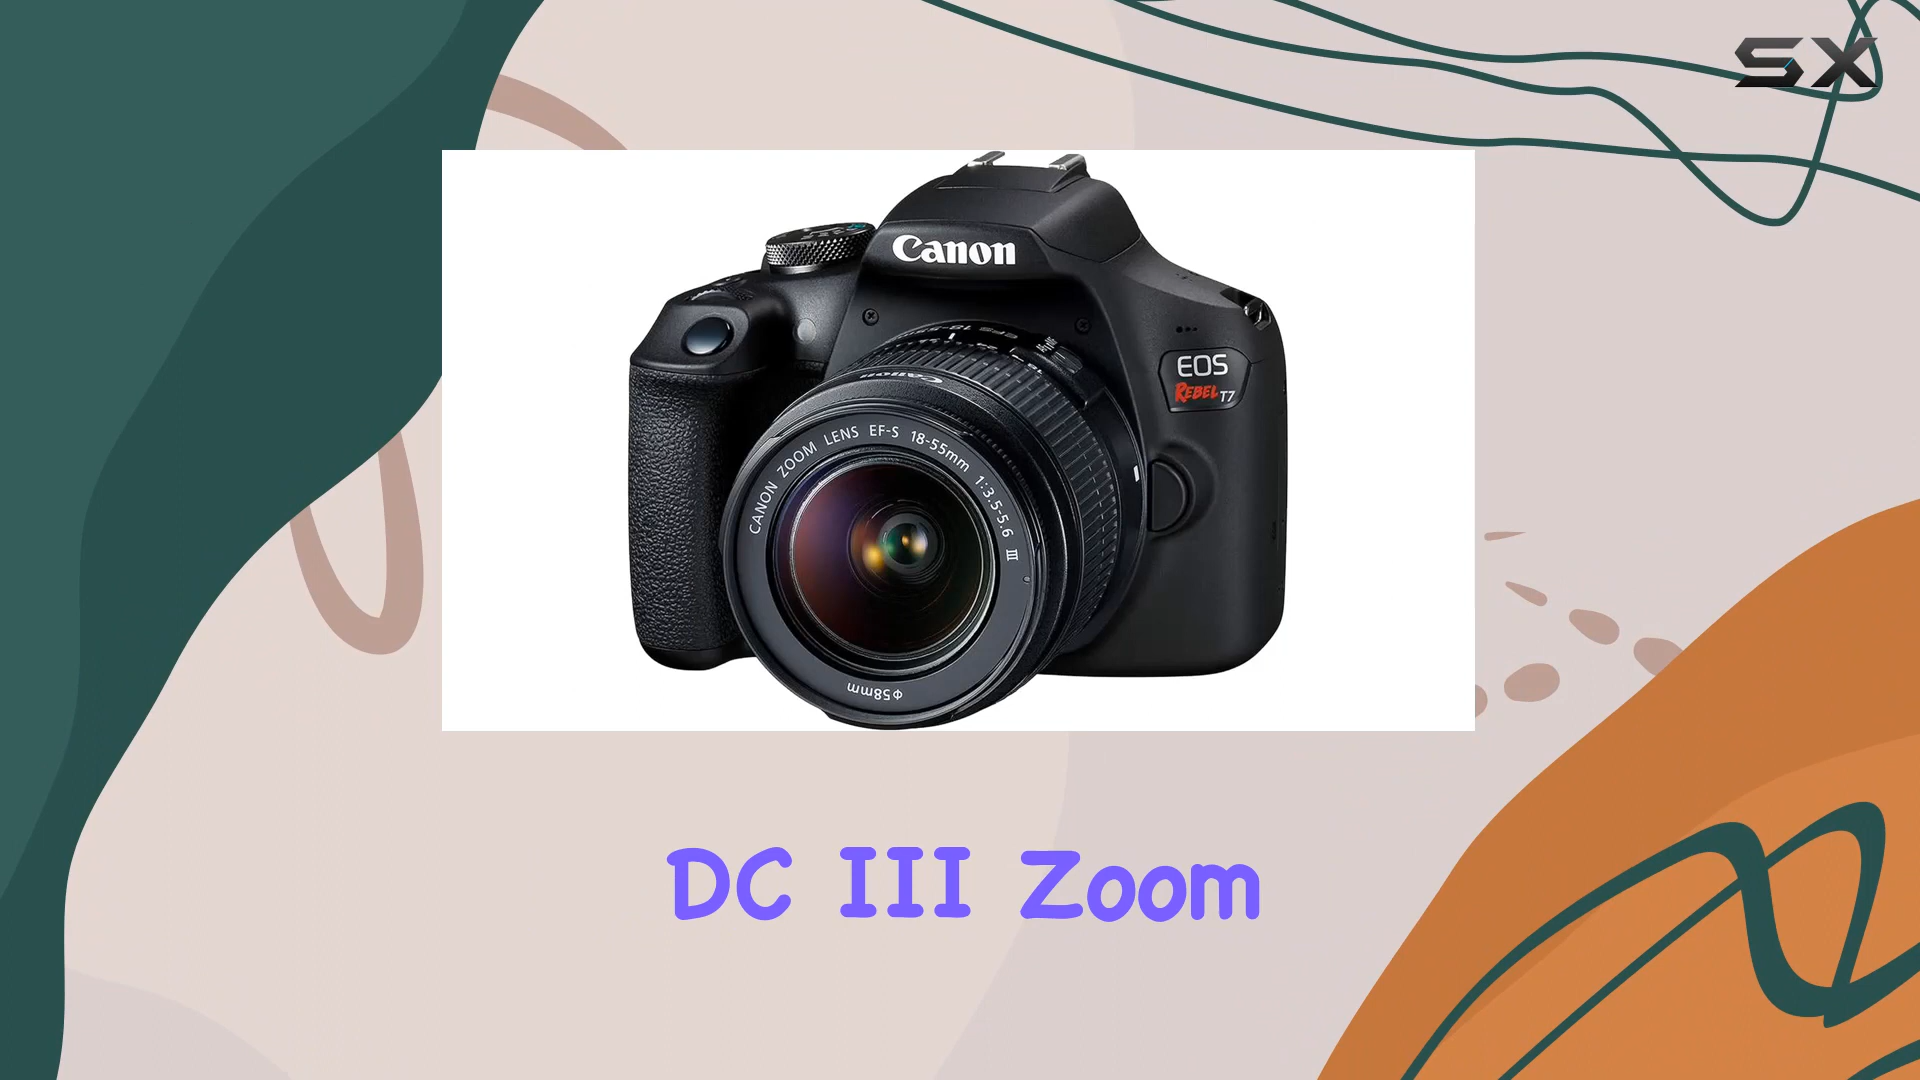 SX
Canon
EOS
REBEL T7
Canon
CANON ZOOM LENS EF-S 18-55mm 1:3.5-5.6 III
φ58mm
DC III Zoom